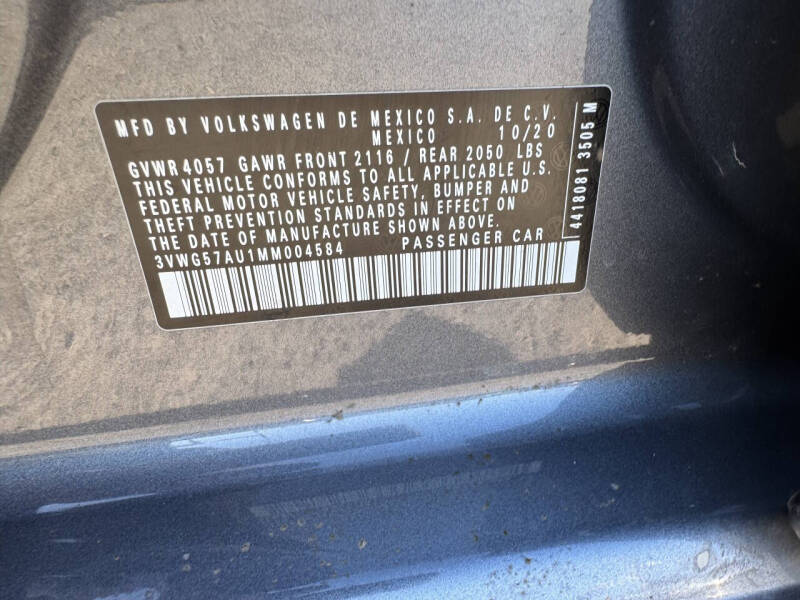 MFD BY VOLKSWAGEN DE MEXICO S.A. DE C.V.
MEXICO 10/20
GVWR 4057 GAWR FRONT 2116 / REAR 2050 LBS
THIS VEHICLE CONFORMS TO ALL APPLICABLE U.S.
FEDERAL MOTOR VEHICLE SAFETY, BUMPER AND
THEFT PREVENTION STANDARDS IN EFFECT ON
THE DATE OF MANUFACTURE SHOWN ABOVE.
3VWG57AU1MM004584 PASSENGER CAR
4418081 3505 M